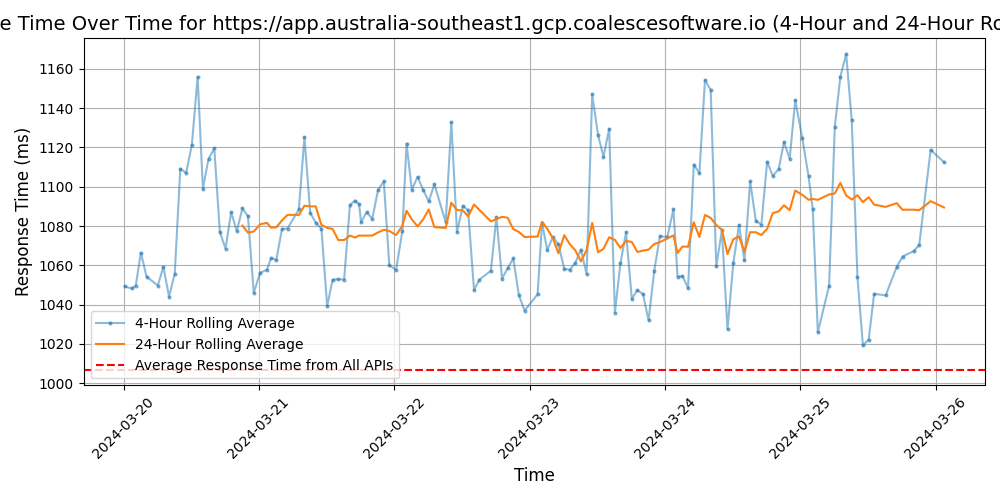 e Time Over Time for https://app.australia-southeast1.gcp.coalescesoftware.io (4-Hour and 24-Hour Ro
Response Time (ms)
1160
1140
1120
1100
1080
1060
1040
1020
1000
4-Hour Rolling Average
24-Hour Rolling Average
Average Response Time from All APIs
2024-03-20
2024-03-21
2024-03-22
2024-03-23
2024-03-24
2024-03-25
2024-03-26
Time